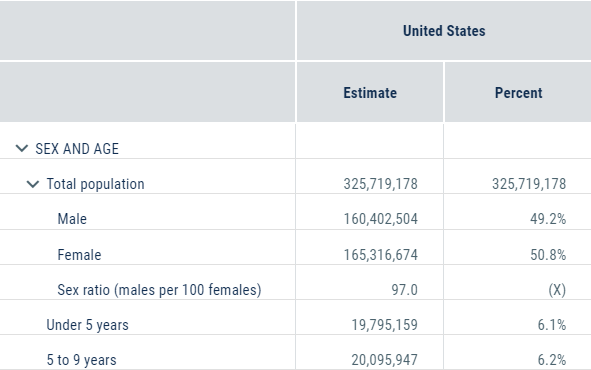 United States
Estimate Percent
SEX AND AGE
Total population 325,719,178 325,719,178
Male 160,402,504 49.2%
Female 165,316,674 50.8%
Sex ratio (males per 100 females) 97.0 (X)
Under 5 years 19,795,159 6.1%
5 to 9 years 20,095,947 6.2%